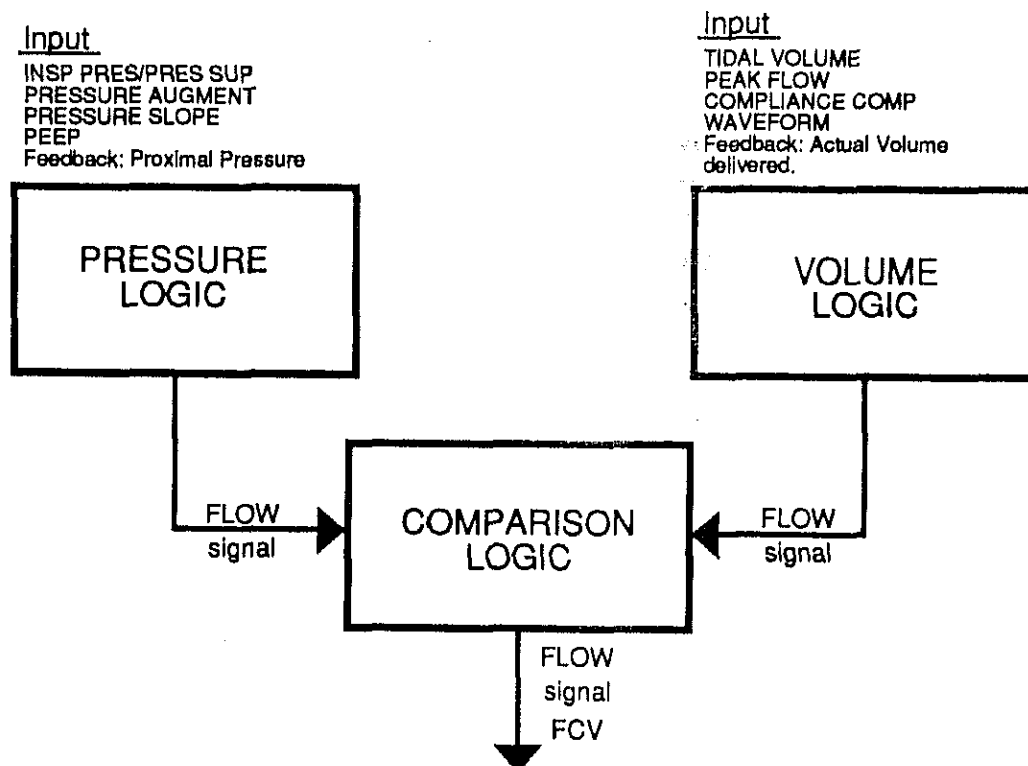 Input
INSP PRES/PRES SUP
PRESSURE AUGMENT
PRESSURE SLOPE
PEEP
Feedback: Proximal Pressure
Input
TIDAL VOLUME
PEAK FLOW
COMPLIANCE COMP
WAVEFORM
Feedback: Actual Volume
delivered.
PRESSURE
LOGIC
VOLUME
LOGIC
FLOW
signal
COMPARISON
LOGIC
FLOW
signal
FLOW
signal
FCV